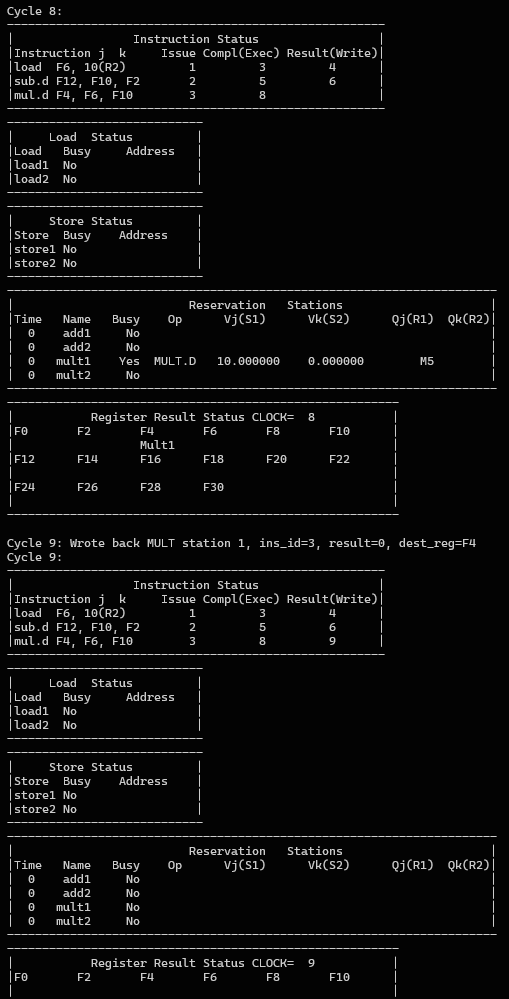 Cycle 8:
Instruction Status
Instruction j k Issue Compl(Exec) Result(Write)
load F6, 10(R2) 1 3 4
sub.d F12, F10, F2 2 5 6
mul.d F4, F6, F10 3 8
Load Status
Load Busy Address
load1 No
load2 No
Store Status
Store Busy Address
store1 No
store2 No
Reservation Stations
Time Name Busy Op Vj(S1) Vk(S2) Qj(R1) Qk(R2)
0 add1 No
0 add2 No
0 mult1 Yes MULT.D 10.000000 0.000000 M5
0 mult2 No
Register Result Status CLOCK= 8
F0 F2 F4 F6 F8 F10
Mult1
F12 F14 F16 F18 F20 F22
F24 F26 F28 F30
Cycle 9: Wrote back MULT station 1, ins_id=3, result=0, dest_reg=F4
Cycle 9:
Instruction Status
Instruction j k Issue Compl(Exec) Result(Write)
load F6, 10(R2) 1 3 4
sub.d F12, F10, F2 2 5 6
mul.d F4, F6, F10 3 8 9
Load Status
Load Busy Address
load1 No
load2 No
Store Status
Store Busy Address
store1 No
store2 No
Reservation Stations
Time Name Busy Op Vj(S1) Vk(S2) Qj(R1) Qk(R2)
0 add1 No
0 add2 No
0 mult1 No
0 mult2 No
Register Result Status CLOCK= 9
F0 F2 F4 F6 F8 F10